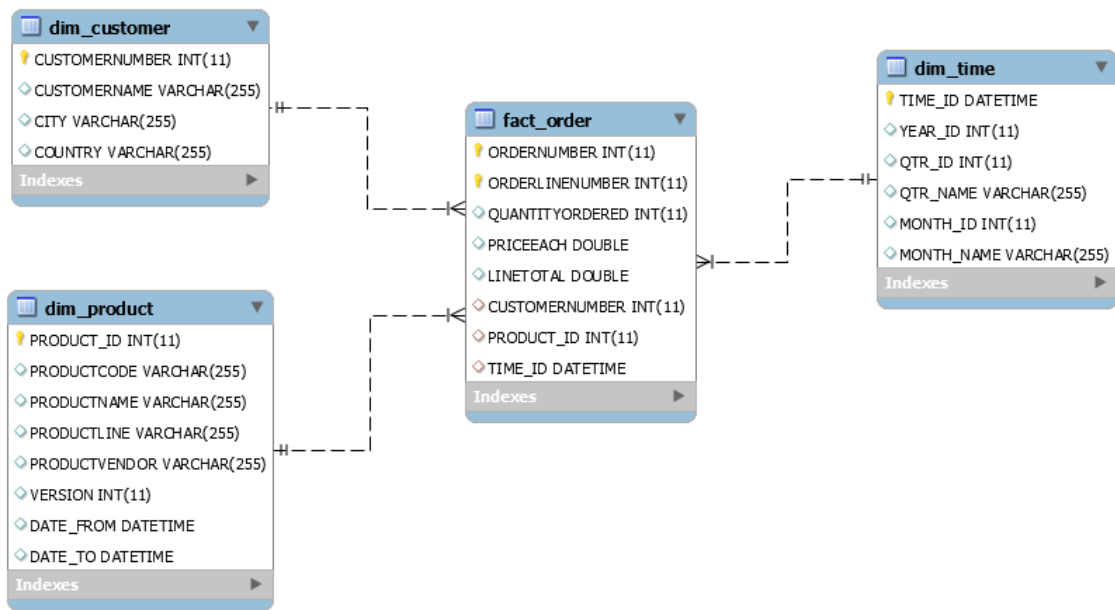 dim_customer
CUSTOMERNUMBER INT(11)
CUSTOMERNAME VARCHAR(255)
CITY VARCHAR(255)
COUNTRY VARCHAR(255)
Indexes
dim_product
PRODUCT_ID INT(11)
PRODUCTCODE VARCHAR(255)
PRODUCTNAME VARCHAR(255)
PRODUCTLINE VARCHAR(255)
PRODUCTVENDOR VARCHAR(255)
VERSION INT(11)
DATE_FROM DATETIME
DATE_TO DATETIME
Indexes
fact_order
ORDERNUMBER INT(11)
ORDERLINENUMBER INT(11)
QUANTITYORDERED INT(11)
PRICEEACH DOUBLE
LINETOTAL DOUBLE
CUSTOMERNUMBER INT(11)
PRODUCT_ID INT(11)
TIME_ID DATETIME
Indexes
dim_time
TIME_ID DATETIME
YEAR_ID INT(11)
QTR_ID INT(11)
QTR_NAME VARCHAR(255)
MONTH_ID INT(11)
MONTH_NAME VARCHAR(255)
Indexes